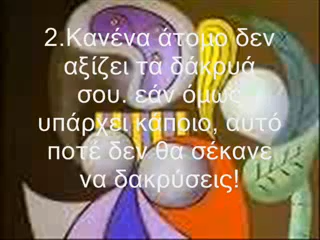 2.Κανένα άτομο δεν
αξίζει τα δάκρυά
σου. εάν όμως
υπάρχει κάποιο, αυτό
ποτέ δεν θα σέκανε
να δακρύσεις!